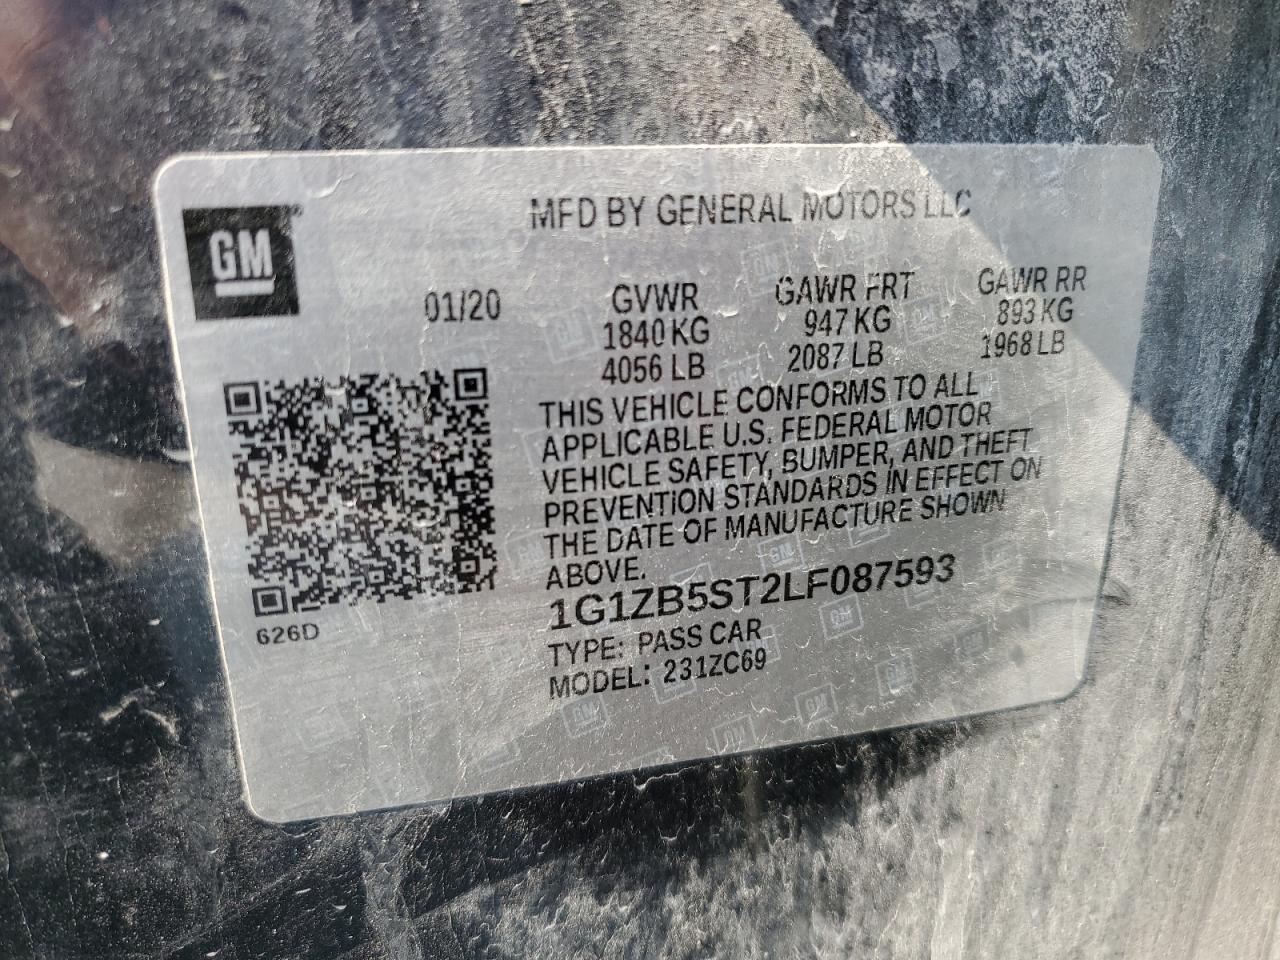 GM
MFD BY GENERAL MOTORS LLC
01/20
GVWR GAWR FRT GAWR RR
1840 KG 947 KG 893 KG
4056 LB 2087 LB 1968 LB
THIS VEHICLE CONFORMS TO ALL
APPLICABLE U.S. FEDERAL MOTOR
VEHICLE SAFETY, BUMPER, AND THEFT
PREVENTION STANDARDS IN EFFECT ON
THE DATE OF MANUFACTURE SHOWN
ABOVE.
1G1ZB5ST2LF087593
626D
TYPE: PASS CAR
MODEL: 231ZC69